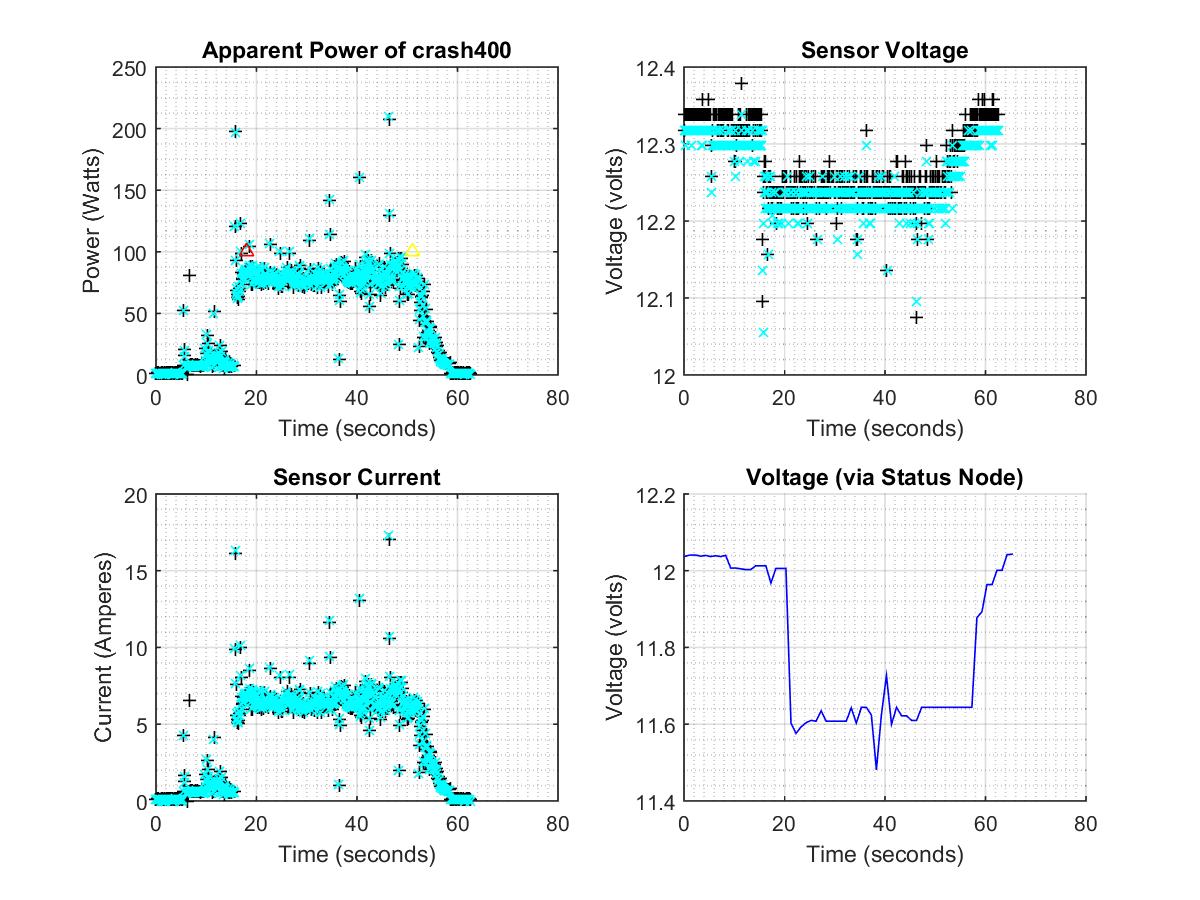 Apparent Power of crash400
250
200
150
100
50
0
Power (Watts)
0 20 40 60 80
Time (seconds)
Sensor Voltage
12.4
12.3
12.2
12.1
12
Voltage (volts)
0 20 40 60 80
Time (seconds)
Sensor Current
20
15
10
5
0
Current (Amperes)
0 20 40 60 80
Time (seconds)
Voltage (via Status Node)
12.2
12
11.8
11.6
11.4
Voltage (volts)
0 20 40 60 80
Time (seconds)